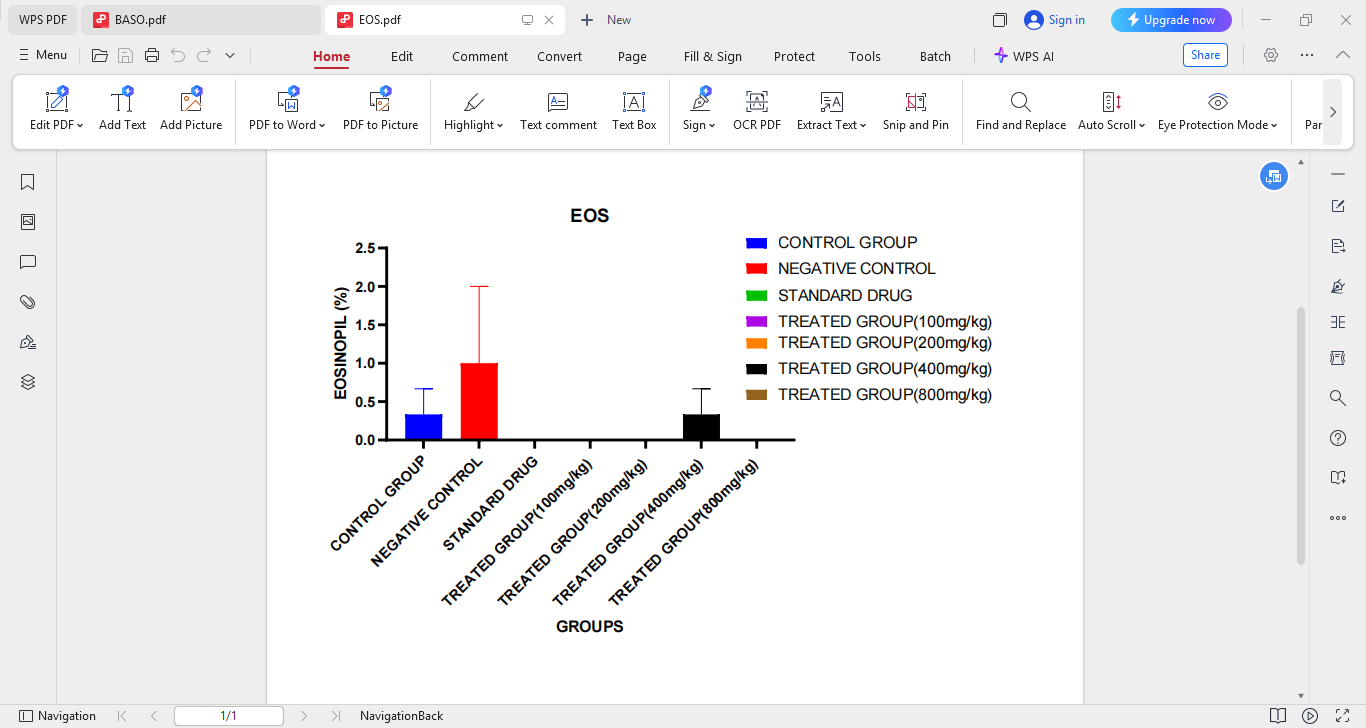 WPS PDF
BASO.pdf
EOS.pdf
New
Sign in
Upgrade now
Menu
Home
Edit
Comment
Convert
Page
Fill & Sign
Protect
Tools
Batch
WPS AI
Share
Edit PDF
Add Text
Add Picture
PDF to Word
PDF to Picture
Highlight
Text comment
Text Box
Sign
OCR PDF
Extract Text
Snip and Pin
Find and Replace
Auto Scroll
Eye Protection Mode
Par
EOS
EOSINOPIL (%)
2.5
2.0
1.5
1.0
0.5
0.0
CONTROL GROUP
NEGATIVE CONTROL
STANDARD DRUG
TREATED GROUP(100mg/kg)
TREATED GROUP(200mg/kg)
TREATED GROUP(400mg/kg)
TREATED GROUP(800mg/kg)
GROUPS
CONTROL GROUP
NEGATIVE CONTROL
STANDARD DRUG
TREATED GROUP(100mg/kg)
TREATED GROUP(200mg/kg)
TREATED GROUP(400mg/kg)
TREATED GROUP(800mg/kg)
Navigation
1/1
NavigationBack